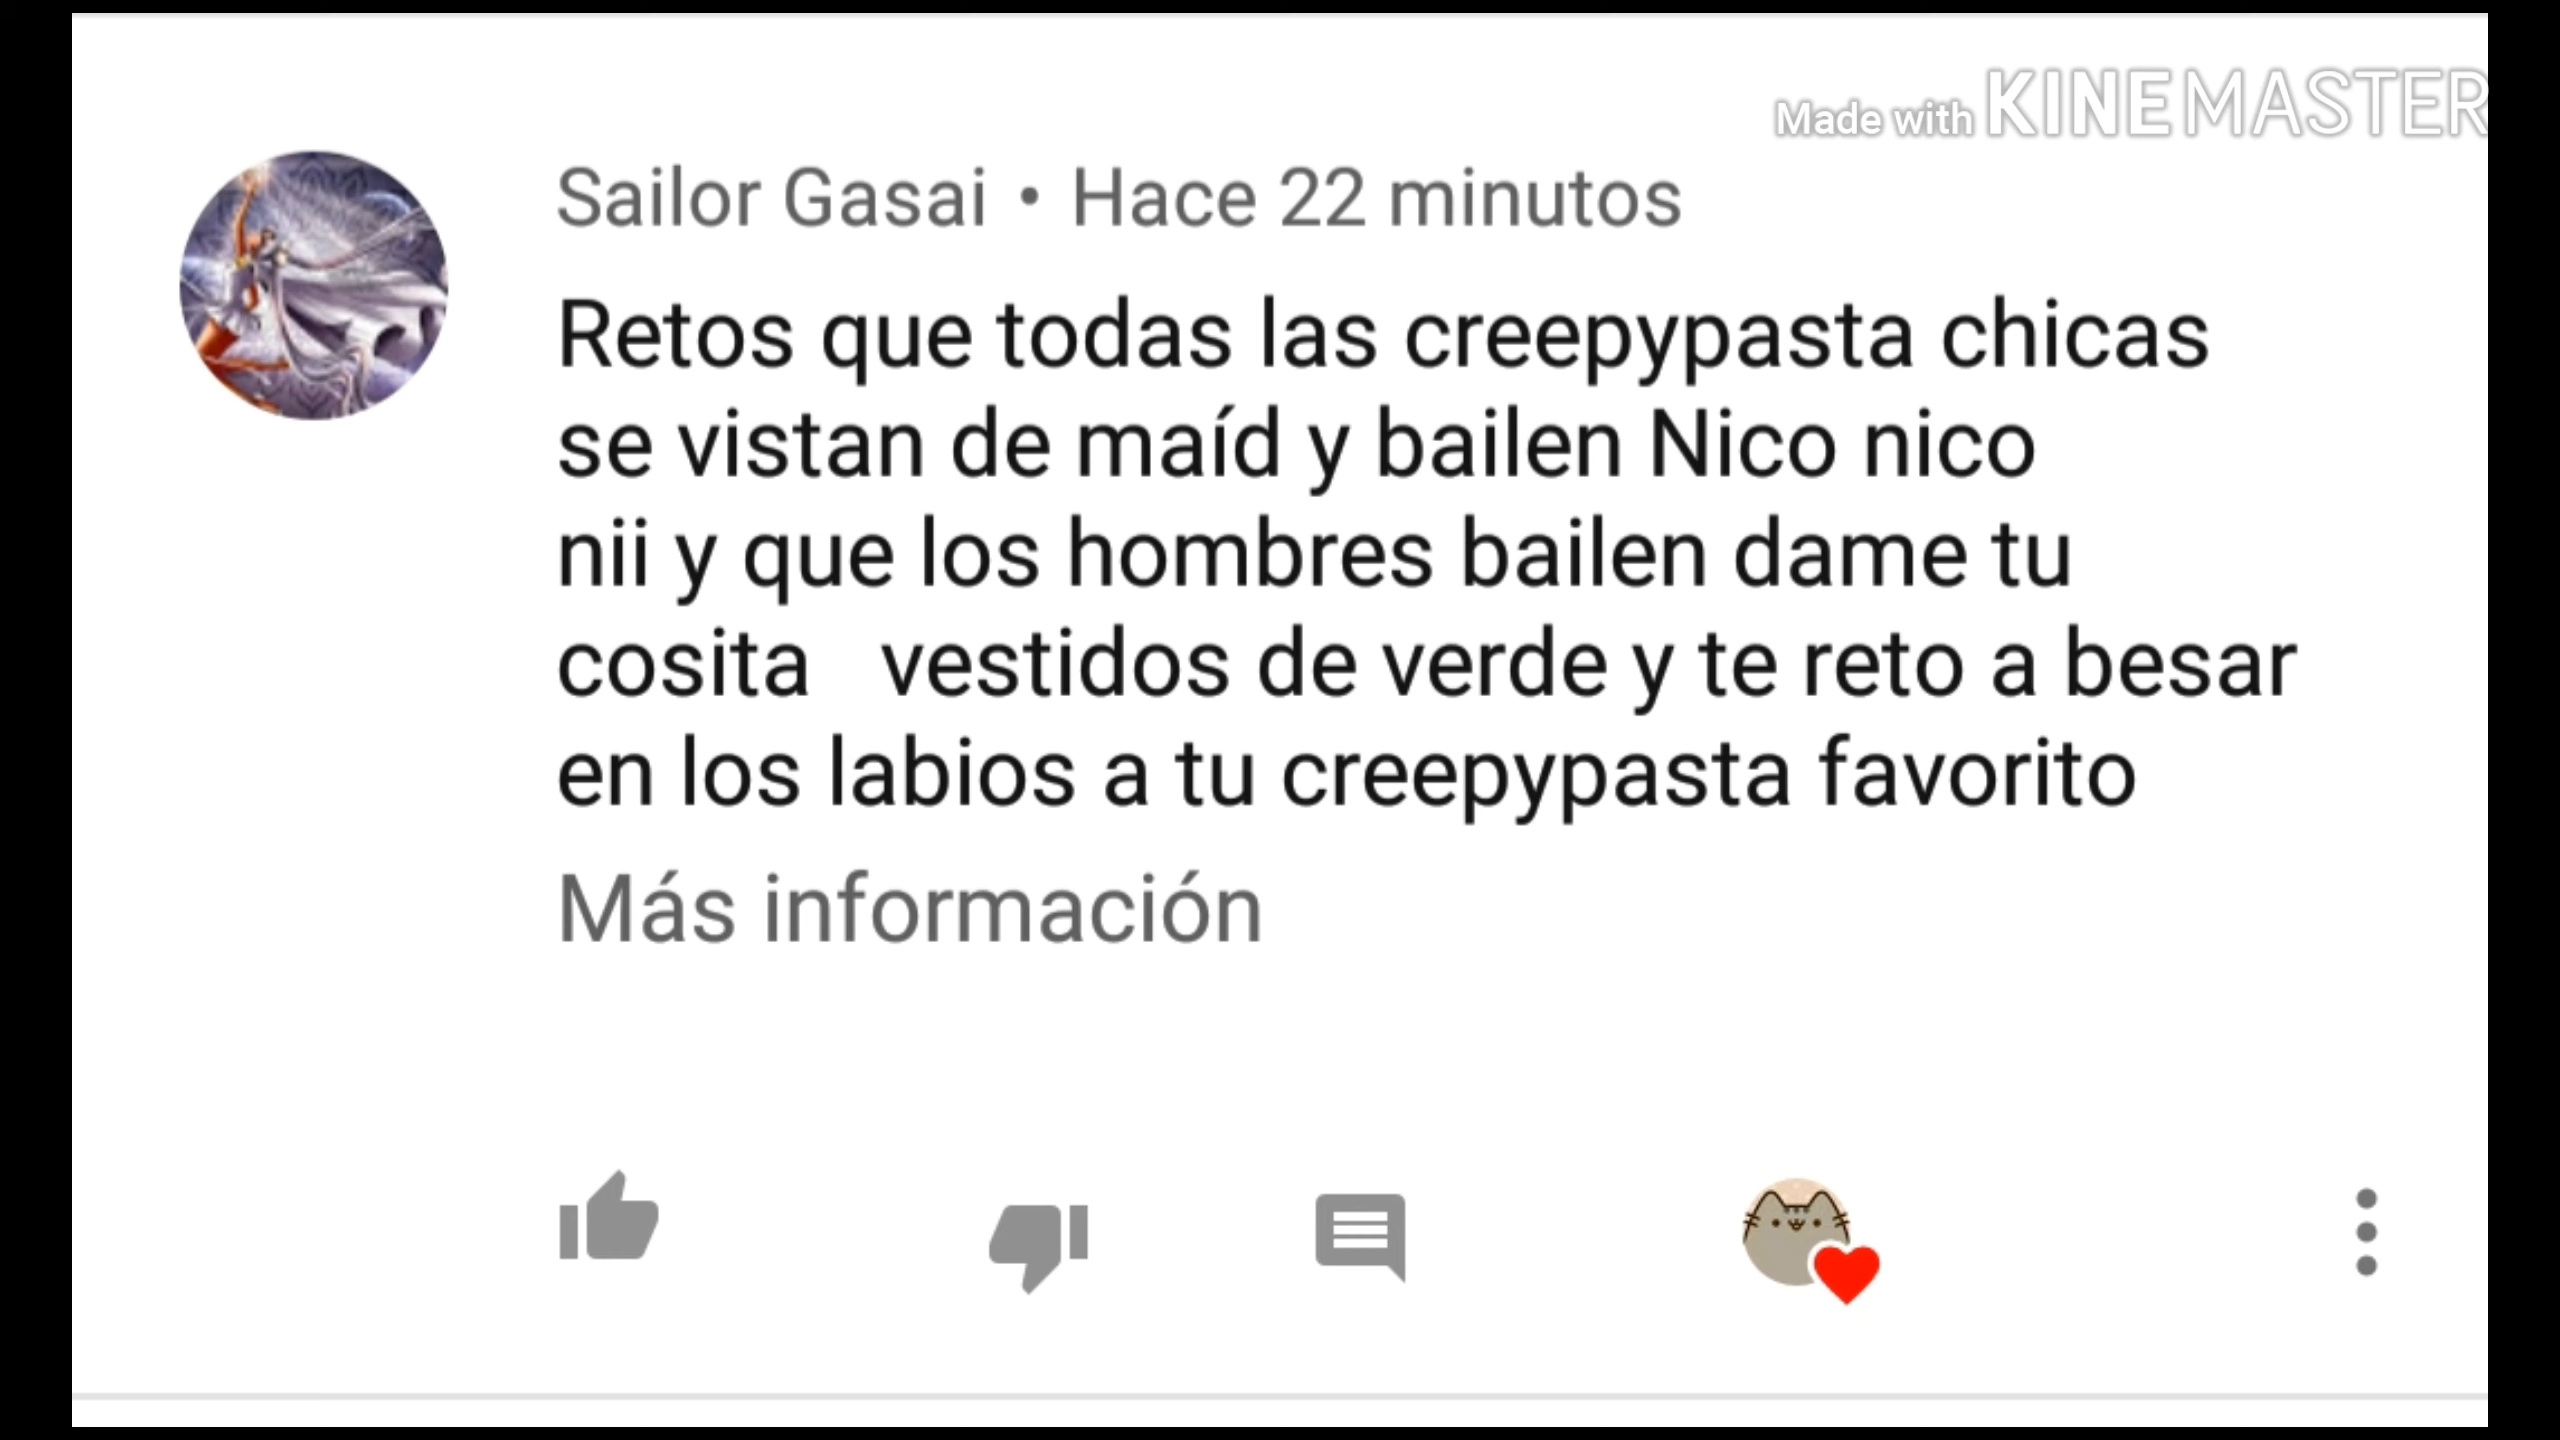 Made with KINEMASTER
Sailor Gasai • Hace 22 minutos
Retos que todas las creepypasta chicas
se vistan de maíd y bailen Nico nico
nii y que los hombres bailen dame tu
cosita   vestidos de verde y te reto a besar
en los labios a tu creepypasta favorito
Más información